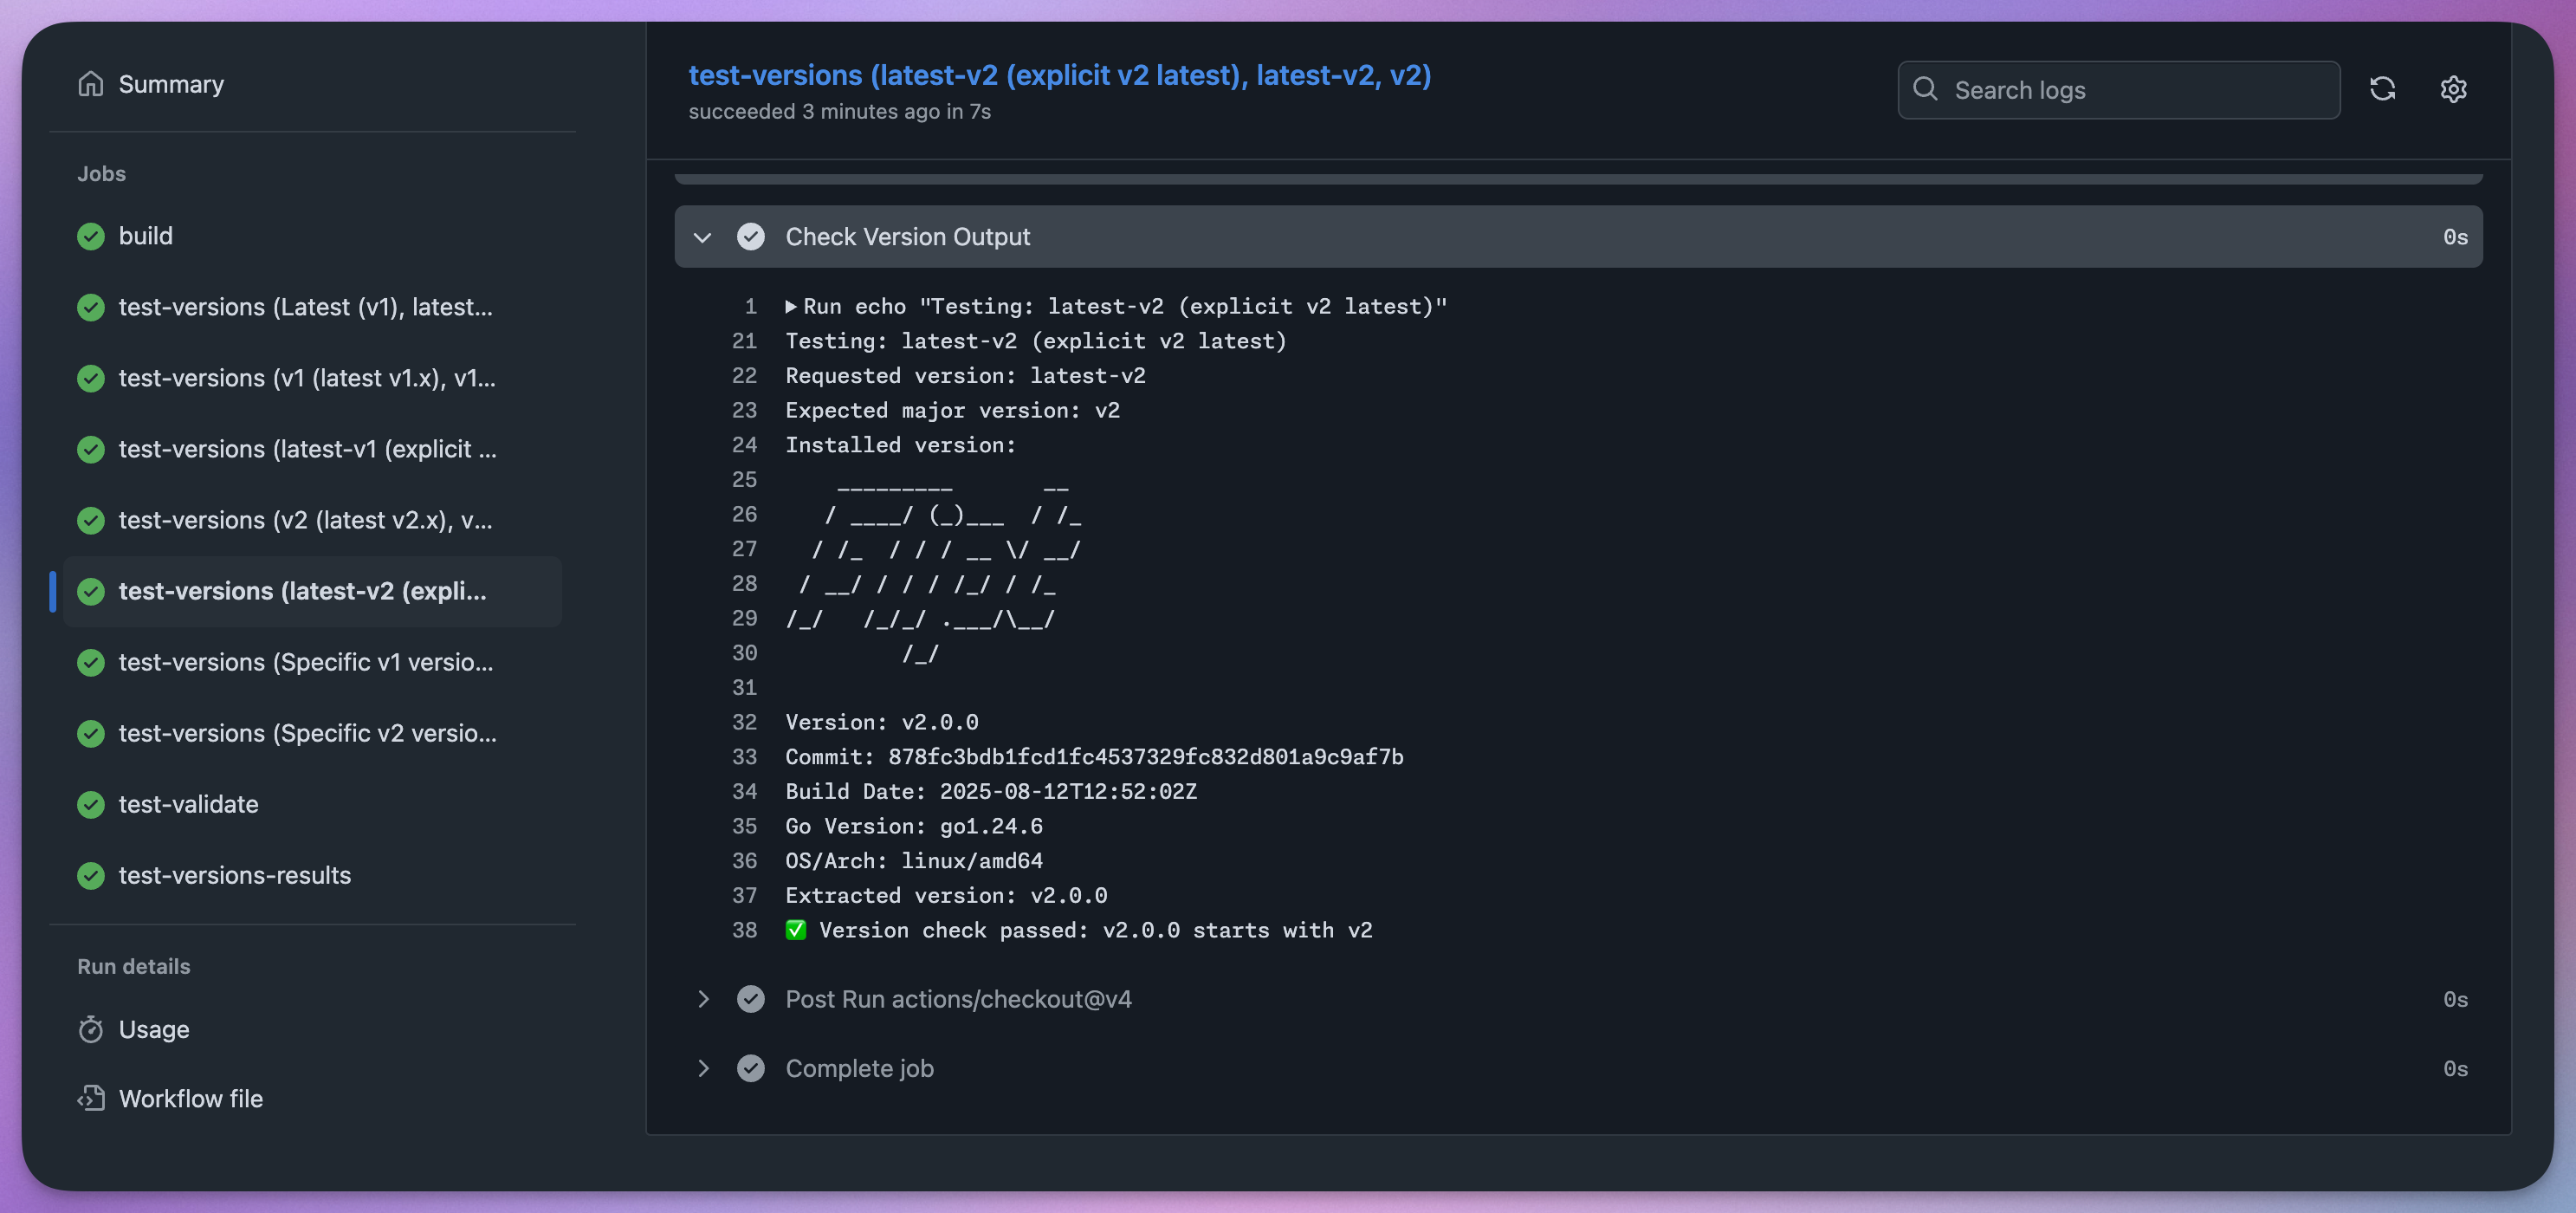 Summary
Jobs
build
test-versions (Latest (v1), latest...
test-versions (v1 (latest v1.x), v1...
test-versions (latest-v1 (explicit ...
test-versions (v2 (latest v2.x), v...
test-versions (latest-v2 (expli...
test-versions (Specific v1 versio...
test-versions (Specific v2 versio...
test-validate
test-versions-results
Run details
Usage
Workflow file
test-versions (latest-v2 (explicit v2 latest), latest-v2, v2)
succeeded 3 minutes ago in 7s
Search logs
Check Version Output 0s
1 Run echo "Testing: latest-v2 (explicit v2 latest)"
21 Testing: latest-v2 (explicit v2 latest)
22 Requested version: latest-v2
23 Expected major version: v2
24 Installed version:
25     _________       __
26    / ____/ (_)___  / /_
27   / /_  / / / __ \/ __/
28  / __/ / / / /_/ / /_
29 /_/   /_/_/ .___/\__/
30          /_/
31
32 Version: v2.0.0
33 Commit: 878fc3bdb1fcd1fc4537329fc832d801a9c9af7b
34 Build Date: 2025-08-12T12:52:02Z
35 Go Version: go1.24.6
36 OS/Arch: linux/amd64
37 Extracted version: v2.0.0
38 ✅ Version check passed: v2.0.0 starts with v2
Post Run actions/checkout@v4 0s
Complete job 0s